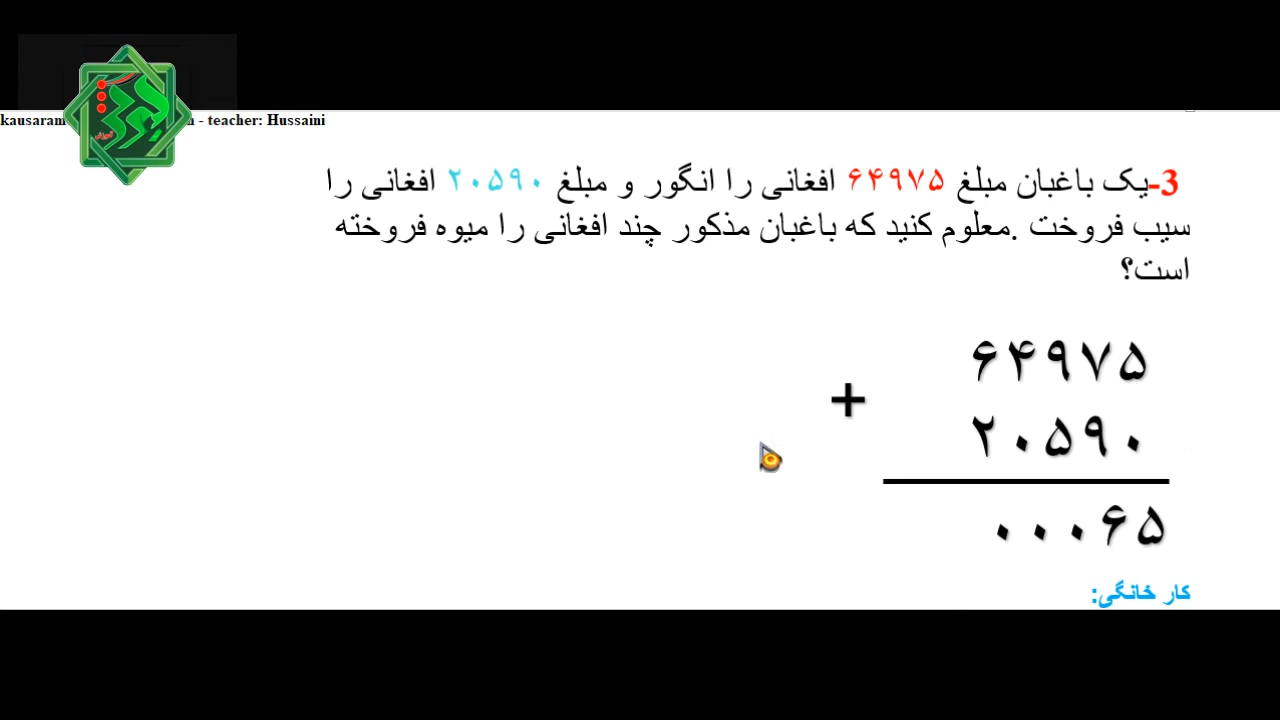 kausaram - teacher: Hussaini
آموزش
3-یک باغبان مبلغ ۶۴۹۷۵ افغانی را انگور و مبلغ ۲۰۵۹۰ افغانی را
سیب فروخت .معلوم کنید که باغبان مذکور چند افغانی را میوه فروخته
است؟
۶۴۹۷۵
+
۲۰۵۹۰
۰۰۰۶۵
کار خانگی: